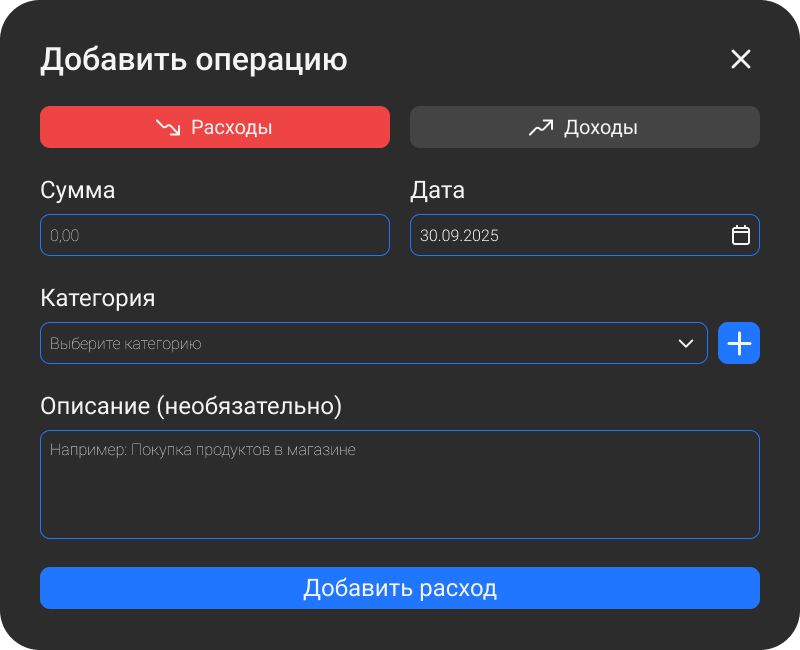 Добавить операцию
Расходы
Доходы
Сумма
Дата
0,00
30.09.2025
Категория
Выберите категорию
Описание (необязательно)
Например: Покупка продуктов в магазине
Добавить расход